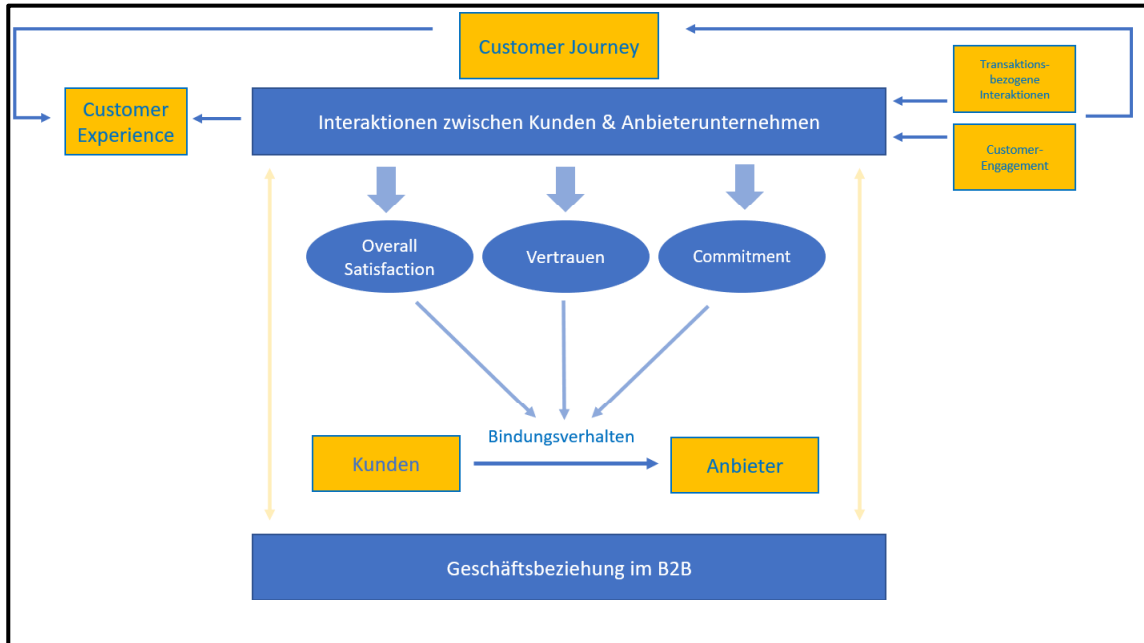 Customer Journey
Transaktions-
bezogene
Interaktionen
Customer
Experience
Interaktionen zwischen Kunden & Anbieterunternehmen
Customer-
Engagement
Overall
Satisfaction
Vertrauen
Commitment
Bindungsverhalten
Kunden
Anbieter
Geschäftsbeziehung im B2B